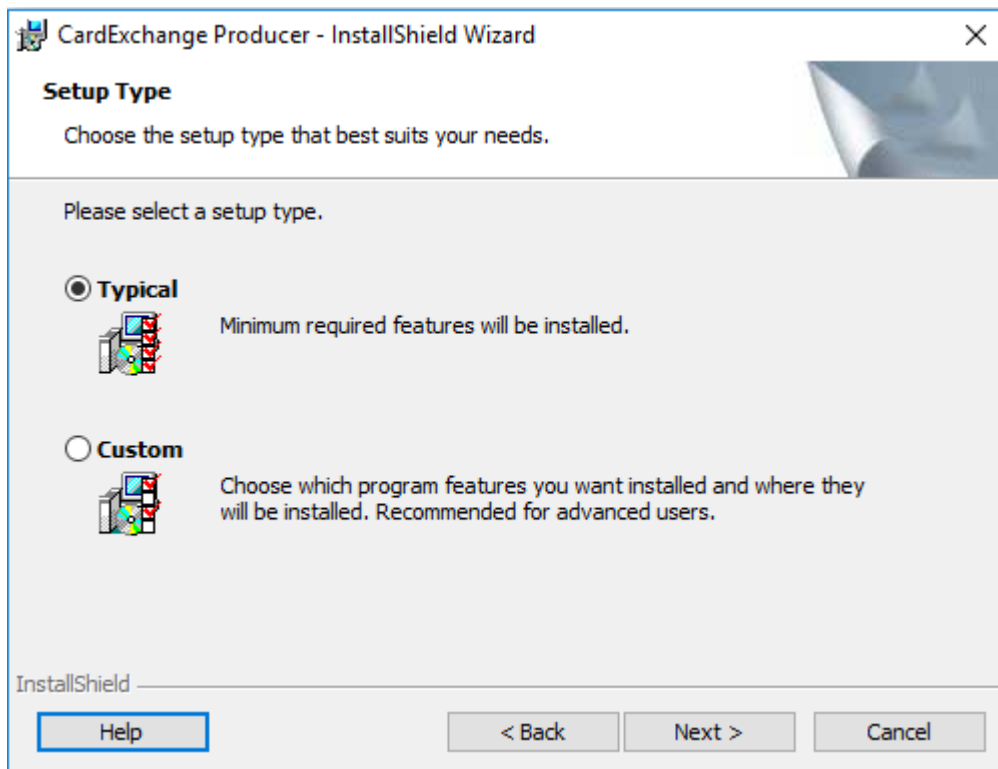 CardExchange Producer - InstallShield Wizard
Setup Type
Choose the setup type that best suits your needs.
Please select a setup type.
Typical
Minimum required features will be installed.
Custom
Choose which program features you want installed and where they
will be installed. Recommended for advanced users.
InstallShield
Help
< Back
Next >
Cancel